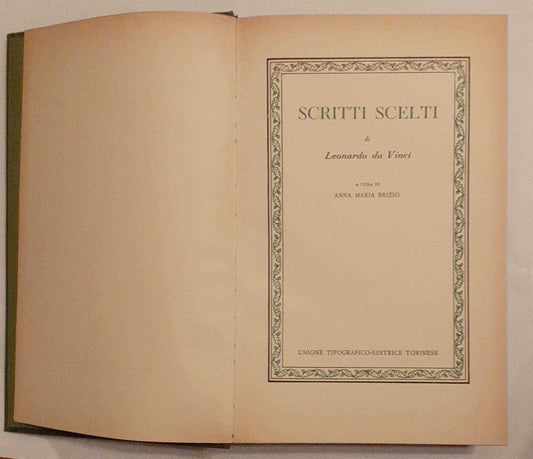 SCRITTI SCELTI
di
Leonardo da Vinci
A CURA DI
ANNA MARIA BRIZIO
UNIONE TIPOGRAFICO-EDITRICE TORINESE